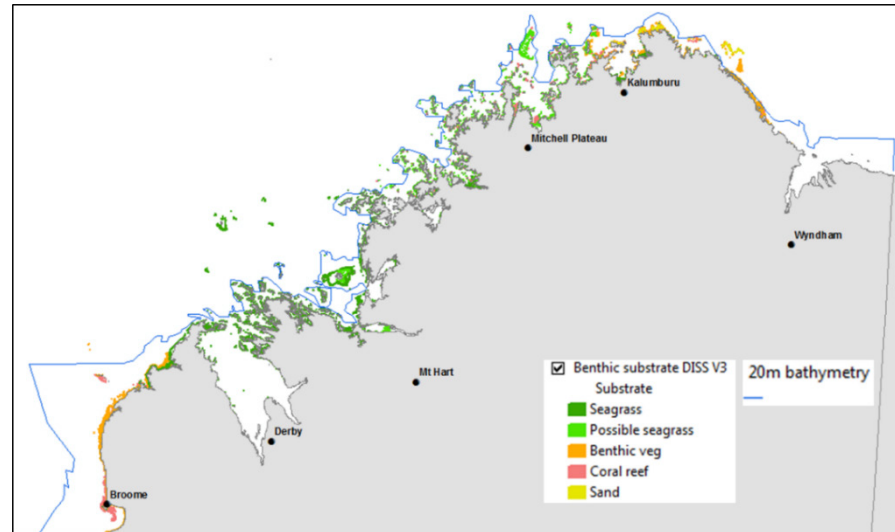 Kalumburu
Mitchell Plateau
Wyndham
Mt Hart
Derby
Broome
Benthic substrate DISS V3
Substrate
Seagrass
Possible seagrass
Benthic veg
Coral reef
Sand
20m bathymetry